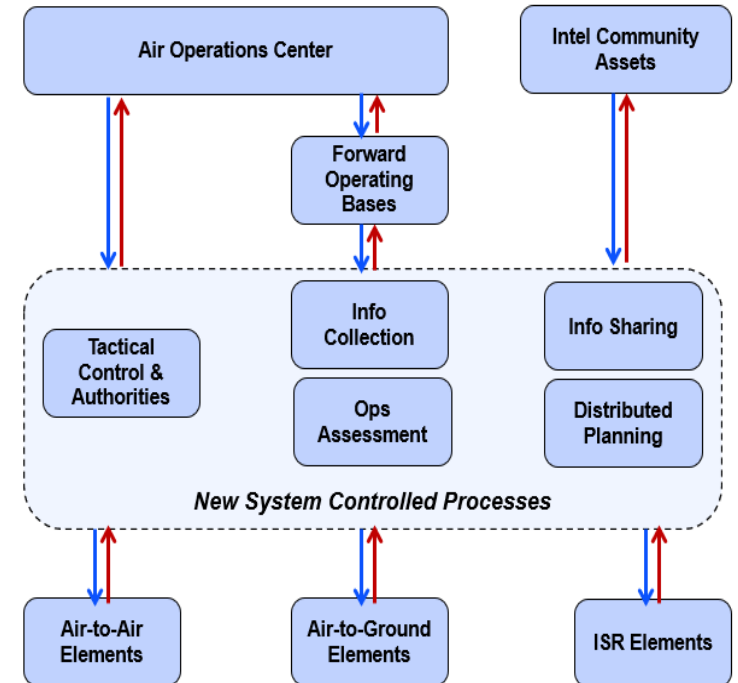 Air Operations Center
Intel Community
Assets
Forward
Operating
Bases
Tactical
Control &
Authorities
Info
Collection
Info Sharing
Ops
Assessment
Distributed
Planning
New System Controlled Processes
Air-to-Air
Elements
Air-to-Ground
Elements
ISR Elements